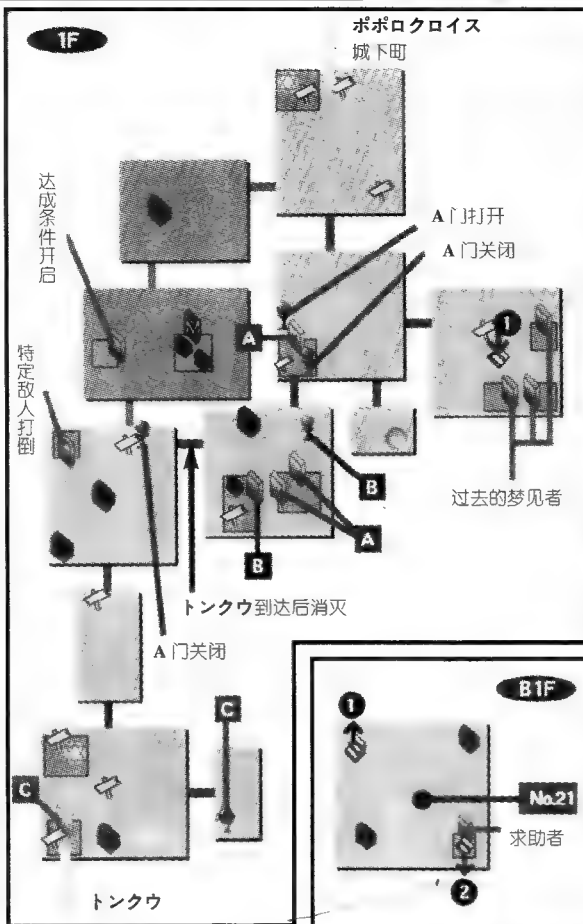 1F
ポポロクロイス
城下町
达成条件开启
A门打开
A门关闭
A
1
特定敌人打倒
B
过去的梦见者
A
B
トンクウ到达后消灭
A门关闭
C
C
トンクウ
B1F
1
No.21
求助者
2